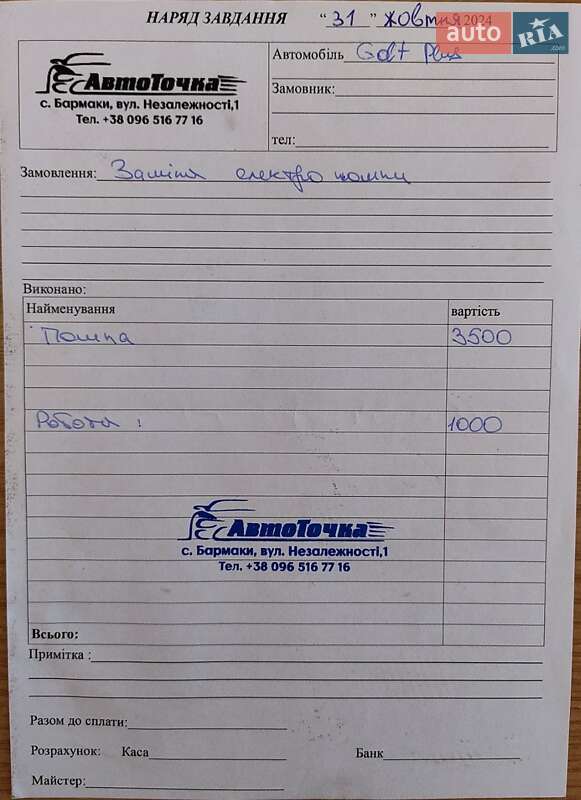 НАРЯД ЗАВДАННЯ “ 31 ” жовтня 2024
auto RIA .com
АвтоТочка
с. Бармаки, вул. Незалежності,1
Тел. +38 096 516 77 16
Автомобіль Golf Plus
Замовник:
тел:
Замовлення: Заміна електро помпи
Виконано:
Найменування вартість
Помпа 3500
Робота : 1000
АвтоТочка
с. Бармаки, вул. Незалежності,1
Тел. +38 096 516 77 16
Всього:
Примітка :
Разом до сплати:
Розрахунок: Каса Банк
Майстер: